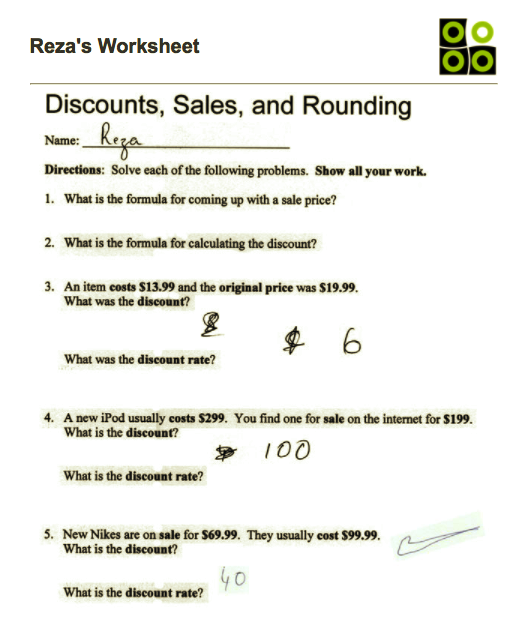 Reza's Worksheet
Discounts, Sales, and Rounding
Name: Reza
Directions: Solve each of the following problems. Show all your work.
1. What is the formula for coming up with a sale price?
2. What is the formula for calculating the discount?
3. An item costs $13.99 and the original price was $19.99.
What was the discount?
$ 6
What was the discount rate?
4. A new iPod usually costs $299. You find one for sale on the internet for $199.
What is the discount?
100
What is the discount rate?
5. New Nikes are on sale for $69.99. They usually cost $99.99.
What is the discount?
40
What is the discount rate?